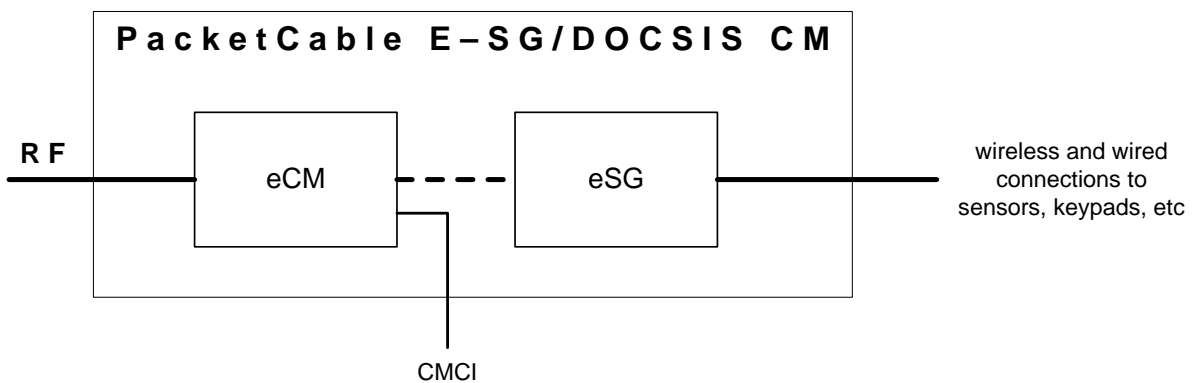 PacketCable E–SG/DOCSIS CM
RF
eCM
eSG
wireless and wired
connections to
sensors, keypads, etc
CMCI